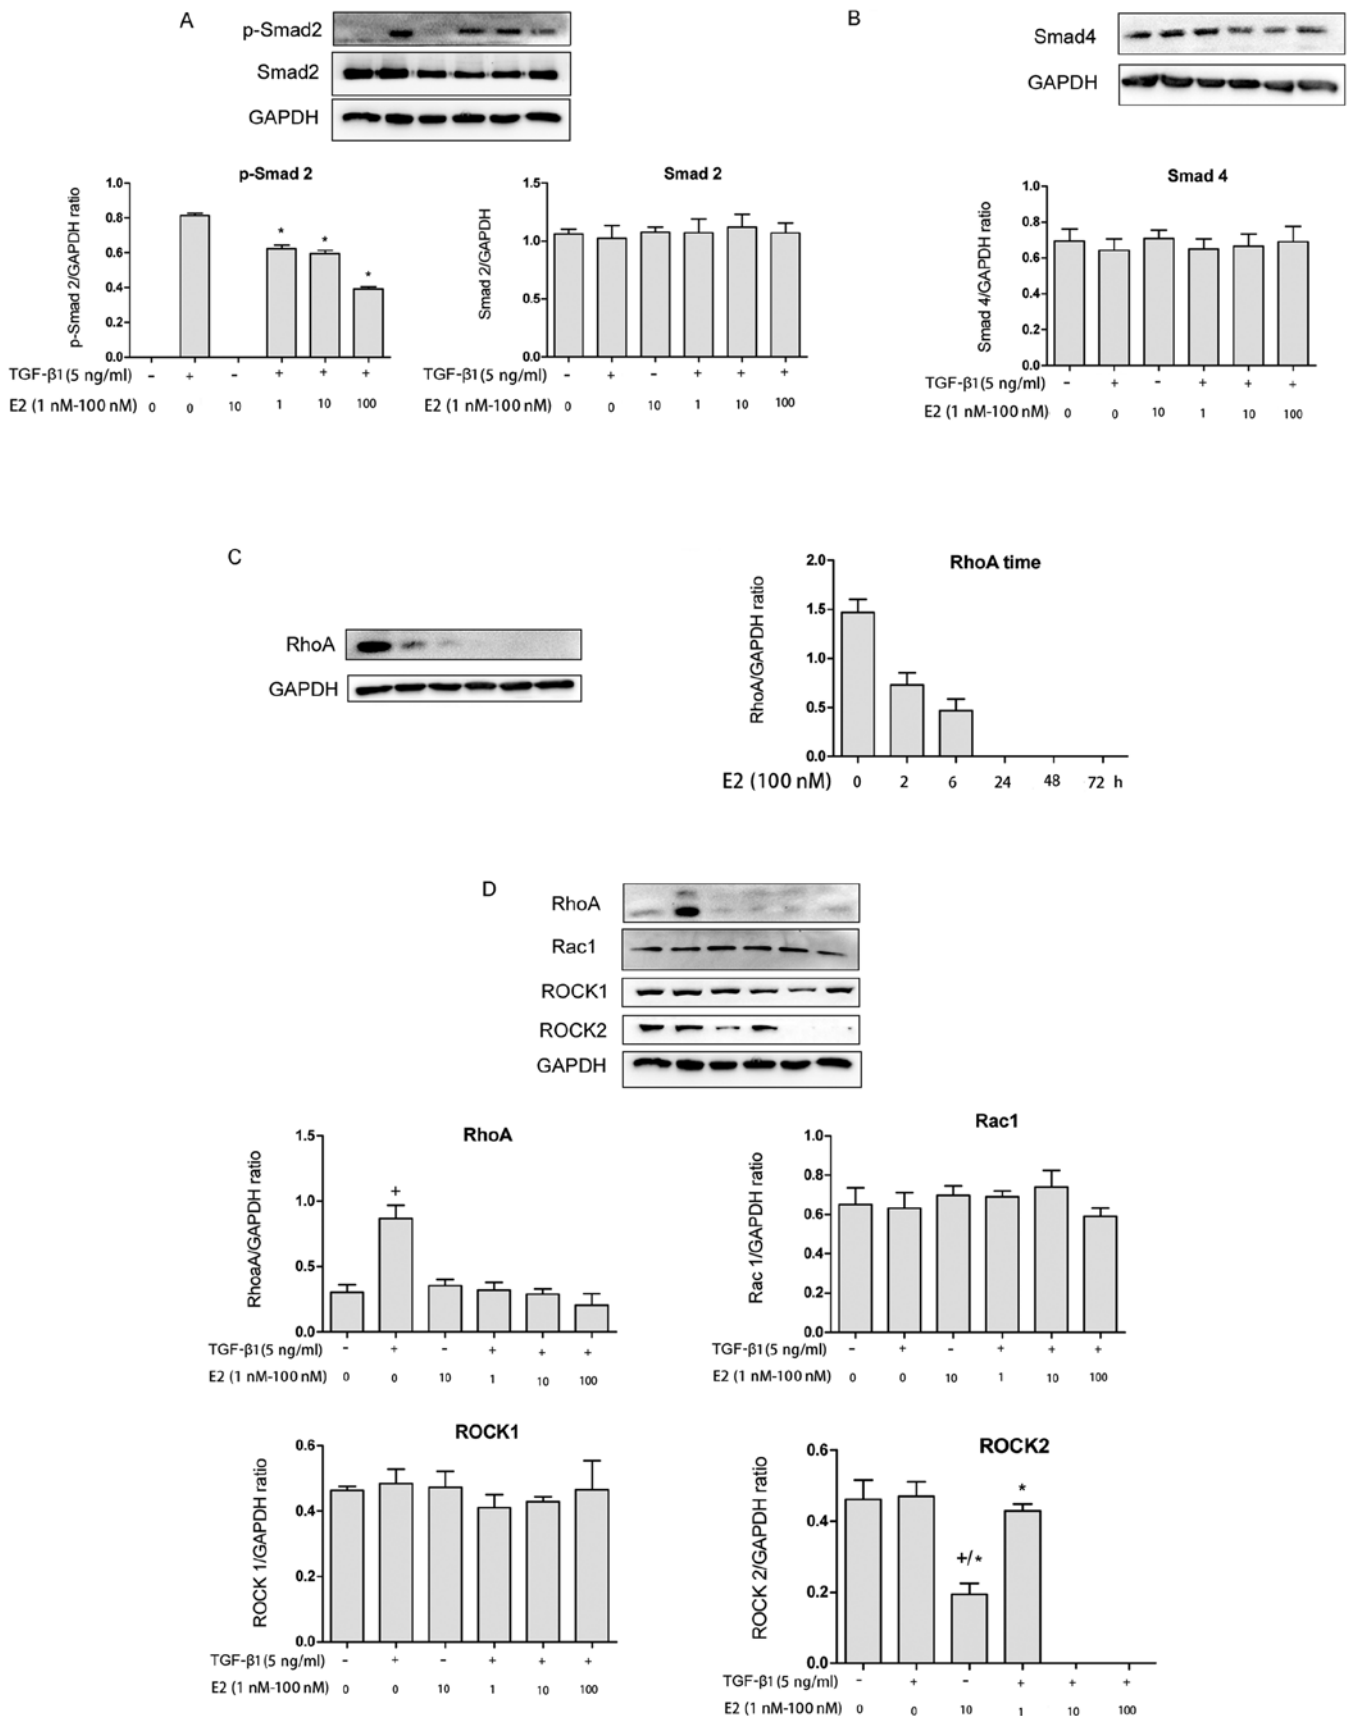 A
p-Smad2
Smad2
GAPDH
B
Smad4
GAPDH
p-Smad 2
p-Smad 2/GAPDH ratio
1.0
0.8
0.6
0.4
0.2
0.0
* * *
TGF-β1(5 ng/ml) - + - + + +
E2 (1 nM-100 nM) 0 0 10 1 10 100
Smad 2
Smad 2/GAPDH
1.5
1.0
0.5
0.0
TGF-β1(5 ng/ml) - + - + + +
E2 (1 nM-100 nM) 0 0 10 1 10 100
Smad 4
Smad 4/GAPDH ratio
1.0
0.8
0.6
0.4
0.2
0.0
TGF-β1(5 ng/ml) - + - + + +
E2 (1 nM-100 nM) 0 0 10 1 10 100
C
RhoA
GAPDH
RhoA time
RhoA/GAPDH ratio
2.0
1.5
1.0
0.5
0.0
E2 (100 nM) 0 2 6 24 48 72 h
D
RhoA
Rac1
ROCK1
ROCK2
GAPDH
RhoA
RhoaA/GAPDH ratio
1.5
1.0
0.5
0.0
+
TGF-β1(5 ng/ml) - + - + + +
E2 (1 nM-100 nM) 0 0 10 1 10 100
Rac1
Rac 1/GAPDH ratio
1.0
0.8
0.6
0.4
0.2
0.0
TGF-β1(5 ng/ml) - + - + + +
E2 (1 nM-100 nM) 0 0 10 1 10 100
ROCK1
ROCK 1/GAPDH ratio
0.6
0.4
0.2
0.0
TGF-β1(5 ng/ml) - + - + + +
E2 (1 nM-100 nM) 0 0 10 1 10 100
ROCK2
ROCK 2/GAPDH ratio
0.6
0.4
0.2
0.0
+/* *
TGF-β1(5 ng/ml) - + - + + +
E2 (1 nM-100 nM) 0 0 10 1 10 100